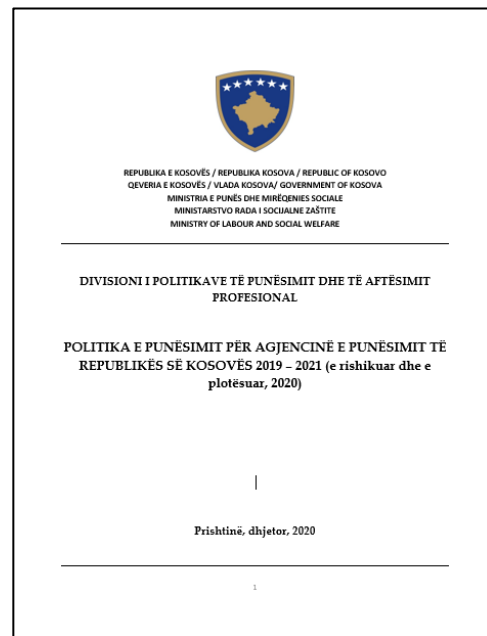 REPUBLIKA E KOSOVËS / REPUBLIKA KOSOVA / REPUBLIC OF KOSOVO
QEVERIA E KOSOVËS / VLADA KOSOVA/ GOVERNMENT OF KOSOVA
MINISTRIA E PUNËS DHE MIRËQENIES SOCIALE
MINISTARSTVO RADA I SOCIJALNE ZAŠTITE
MINISTRY OF LABOUR AND SOCIAL WELFARE
DIVISIONI I POLITIKAVE TË PUNËSIMIT DHE TË AFTËSIMIT
PROFESIONAL
POLITIKA E PUNËSIMIT PËR AGJENCINË E PUNËSIMIT TË
REPUBLIKËS SË KOSOVËS 2019 – 2021 (e rishikuar dhe e
plotësuar, 2020)
Prishtinë, dhjetor, 2020
1